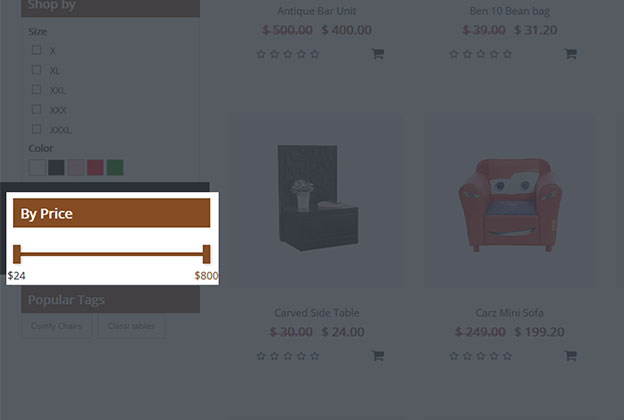 Shop by
Size
X
XL
XXL
XXX
XXXL
Color
By Price
$24 $800
Popular Tags
Comfy Chairs Classi tables
Antique Bar Unit
$ 500.00 $ 400.00
Ben 10 Bean bag
$ 39.00 $ 31.20
Carved Side Table
$ 30.00 $ 24.00
Carz Mini Sofa
$ 249.00 $ 199.20